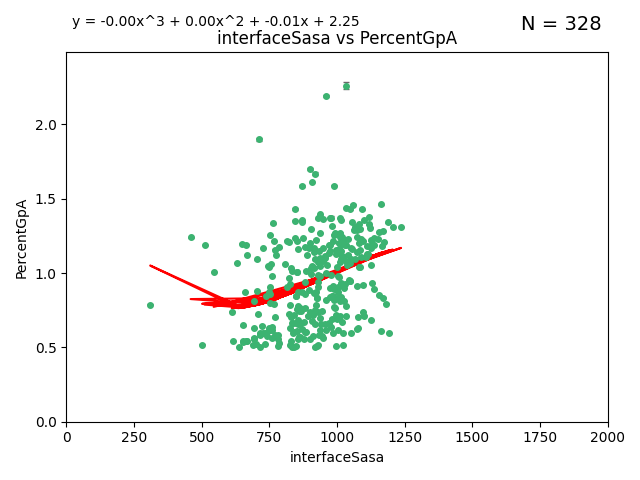 y = -0.00x^3 + 0.00x^2 + -0.01x + 2.25
N = 328
interfaceSasa vs PercentGpA
PercentGpA
2.0
1.5
1.0
0.5
0.0
0 250 500 750 1000 1250 1500 1750 2000
interfaceSasa